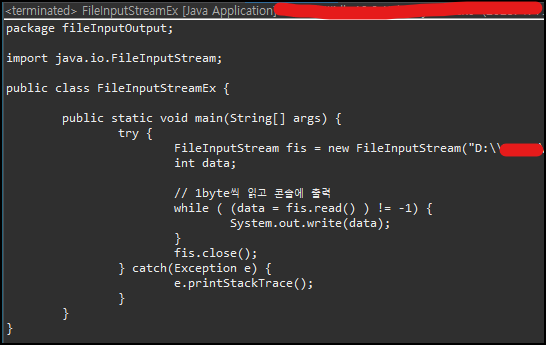 <terminated> FileInputStreamEx [Java Application]
package fileInputOutput;
import java.io.FileInputStream;
public class FileInputStreamEx {
public static void main(String[] args) {
try {
FileInputStream fis = new FileInputStream("D:\\
int data;
// 1byte씩 읽고 콘솔에 출력
while ( (data = fis.read() ) != -1) {
System.out.write(data);
}
fis.close();
} catch(Exception e) {
e.printStackTrace();
}
}
}